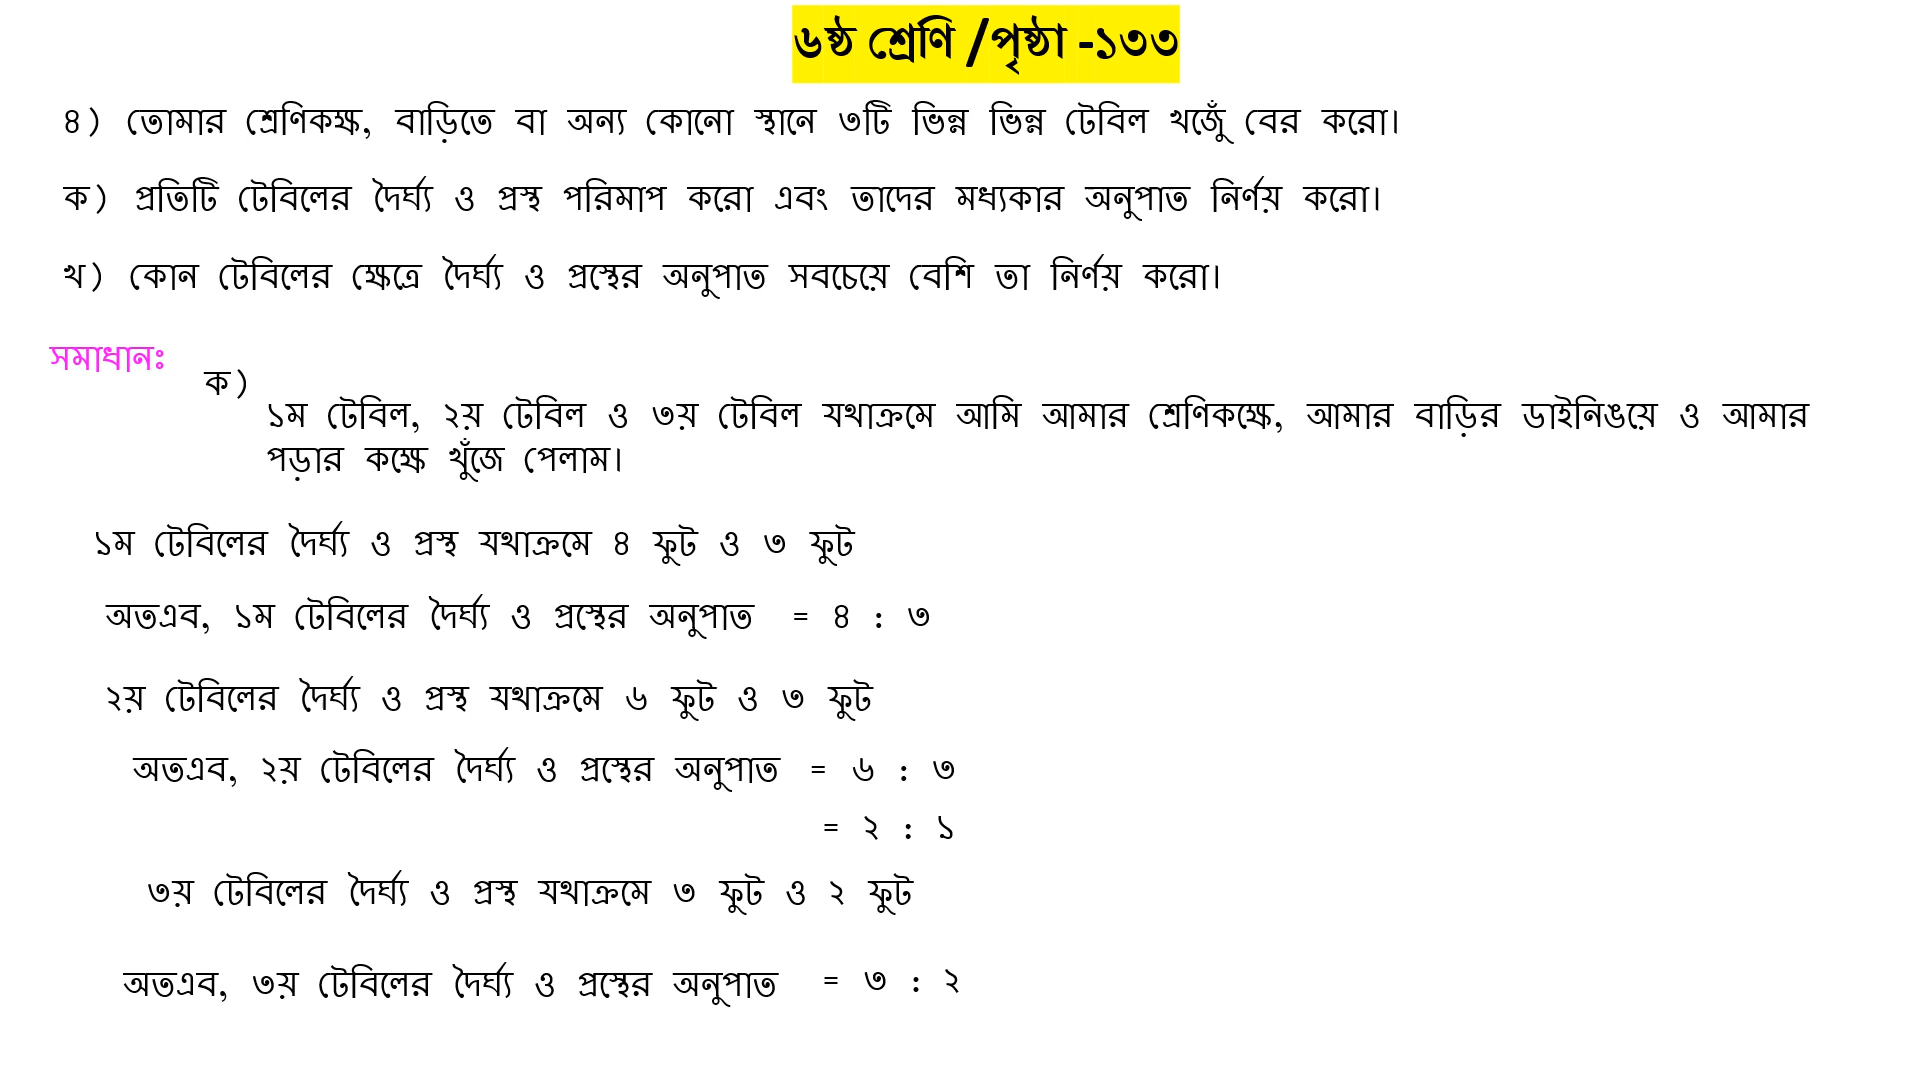 ৬ষ্ঠ শ্রেণি /পৃষ্ঠা -১৩৩
৪) তোমার শ্রেণিকক্ষ, বাড়িতে বা অন্য কোনো স্থানে ৩টি ভিন্ন ভিন্ন টেবিল খজেুঁ বের করো।
ক) প্রতিটি টেবিলের দৈর্ঘ্য ও প্রস্থ পরিমাপ করো এবং তাদের মধ্যকার অনুপাত নির্ণয় করো।
খ) কোন টেবিলের ক্ষেত্রে দৈর্ঘ্য ও প্রস্থের অনুপাত সবচেয়ে বেশি তা নির্ণয় করো।
সমাধানঃ
ক)
১ম টেবিল, ২য় টেবিল ও ৩য় টেবিল যথাক্রমে আমি আমার শ্রেণিকক্ষে, আমার বাড়ির ডাইনিঙয়ে ও আমার
পড়ার কক্ষে খুঁজে পেলাম।
১ম টেবিলের দৈর্ঘ্য ও প্রস্থ যথাক্রমে ৪ ফুট ও ৩ ফুট
অতএব, ১ম টেবিলের দৈর্ঘ্য ও প্রস্থের অনুপাত = ৪ : ৩
২য় টেবিলের দৈর্ঘ্য ও প্রস্থ যথাক্রমে ৬ ফুট ও ৩ ফুট
অতএব, ২য় টেবিলের দৈর্ঘ্য ও প্রস্থের অনুপাত = ৬ : ৩
= ২ : ১
৩য় টেবিলের দৈর্ঘ্য ও প্রস্থ যথাক্রমে ৩ ফুট ও ২ ফুট
অতএব, ৩য় টেবিলের দৈর্ঘ্য ও প্রস্থের অনুপাত = ৩ : ২